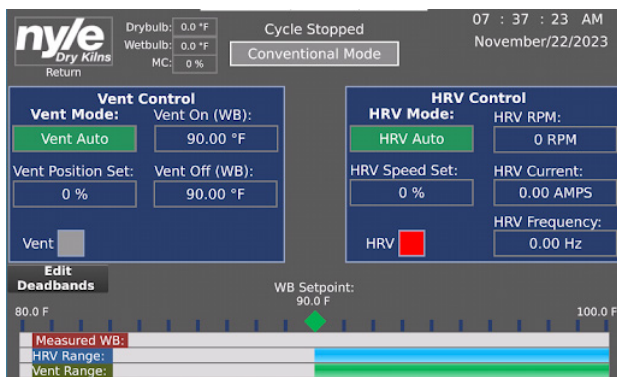 nyle
Dry Kilns
Return
Drybulb: 0.0 °F
Wetbulb: 0.0 °F
MC: 0 %
Cycle Stopped
Conventional Mode
07 : 37 : 23 AM
November/22/2023
Vent Control
Vent Mode:
Vent On (WB):
Vent Auto
90.00 °F
Vent Position Set:
Vent Off (WB):
0 %
90.00 °F
Vent
HRV Control
HRV Mode:
HRV RPM:
HRV Auto
0 RPM
HRV Speed Set:
HRV Current:
0 %
0.00 AMPS
HRV Frequency:
HRV
0.00 Hz
Edit
Deadbands
WB Setpoint:
90.0 F
80.0 F
100.0 F
Measured WB:
HRV Range:
Vent Range: